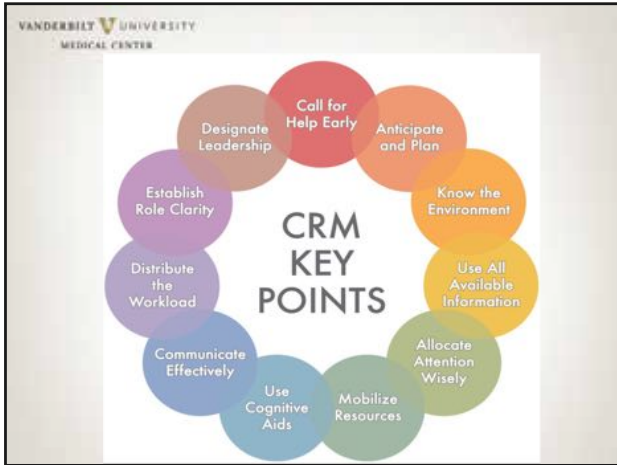 VANDERBILT V UNIVERSITY
MEDICAL CENTER
Call for
Help Early
Anticipate
and Plan
Know the
Environment
Use All
Available
Information
Allocate
Attention
Wisely
Mobilize
Resources
Use
Cognitive
Aids
Communicate
Effectively
Distribute
the
Workload
Establish
Role Clarity
Designate
Leadership
CRM
KEY
POINTS